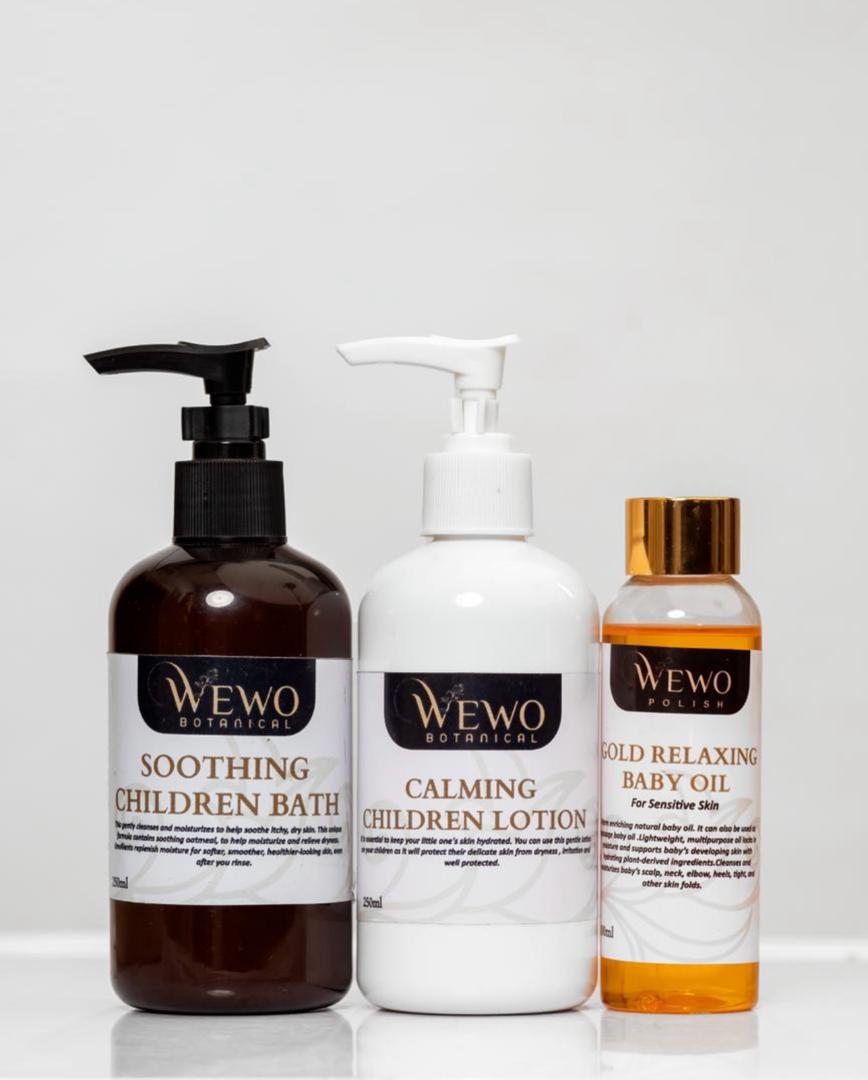 WEWO
BOTANICAL
SOOTHING
CHILDREN BATH
gently cleanses and moisturizes to help soothe itchy, dry skin. This unique
formula contains soothing oatmeal, to help moisturize and relieve dryness.
replenish moisture for softer, smoother, healthier-looking skin, even
after you rinse.
250ml
WEWO
BOTANICAL
CALMING
CHILDREN LOTION
is essential to keep your little one's skin hydrated. You can use this gentle lotion
on your children as it will protect their delicate skin from dryness , irritation and
well protected.
250ml
WEWO
POLISH
GOLD RELAXING
BABY OIL
For Sensitive Skin
enriching natural baby oil. It can also be used as
baby oil .Lightweight, multipurpose oil locks in
moisture and supports baby's developing skin with
hydrating plant-derived ingredients.Cleanses and
baby's scalp, neck, elbow, heels, tight, and
other skin folds.